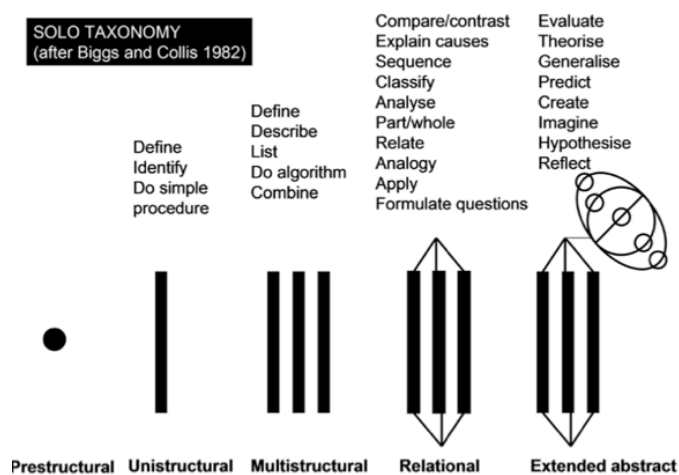 SOLO TAXONOMY
(after Biggs and Collis 1982)
Define
Identify
Do simple
procedure
Define
Describe
List
Do algorithm
Combine
Compare/contrast
Explain causes
Sequence
Classify
Analyse
Part/whole
Relate
Analogy
Apply
Formulate questions
Evaluate
Theorise
Generalise
Predict
Create
Imagine
Hypothesise
Reflect
Prestructural
Unistructural
Multistructural
Relational
Extended abstract